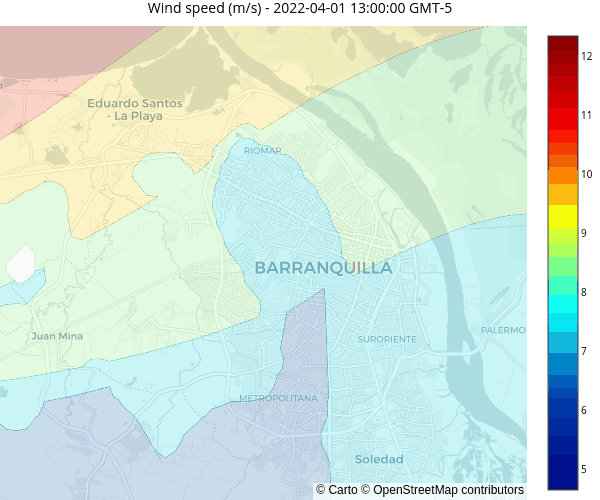 Wind speed (m/s) - 2022-04-01 13:00:00 GMT-5
12
Eduardo Santos
- La Playa
11
RIOMAR
10
9
BARRANQUILLA
8
Juan Mina
SURORIENTE
PALERMO
7
METROPOLITANA
6
Soledad
5
© Carto © OpenStreetMap contributors